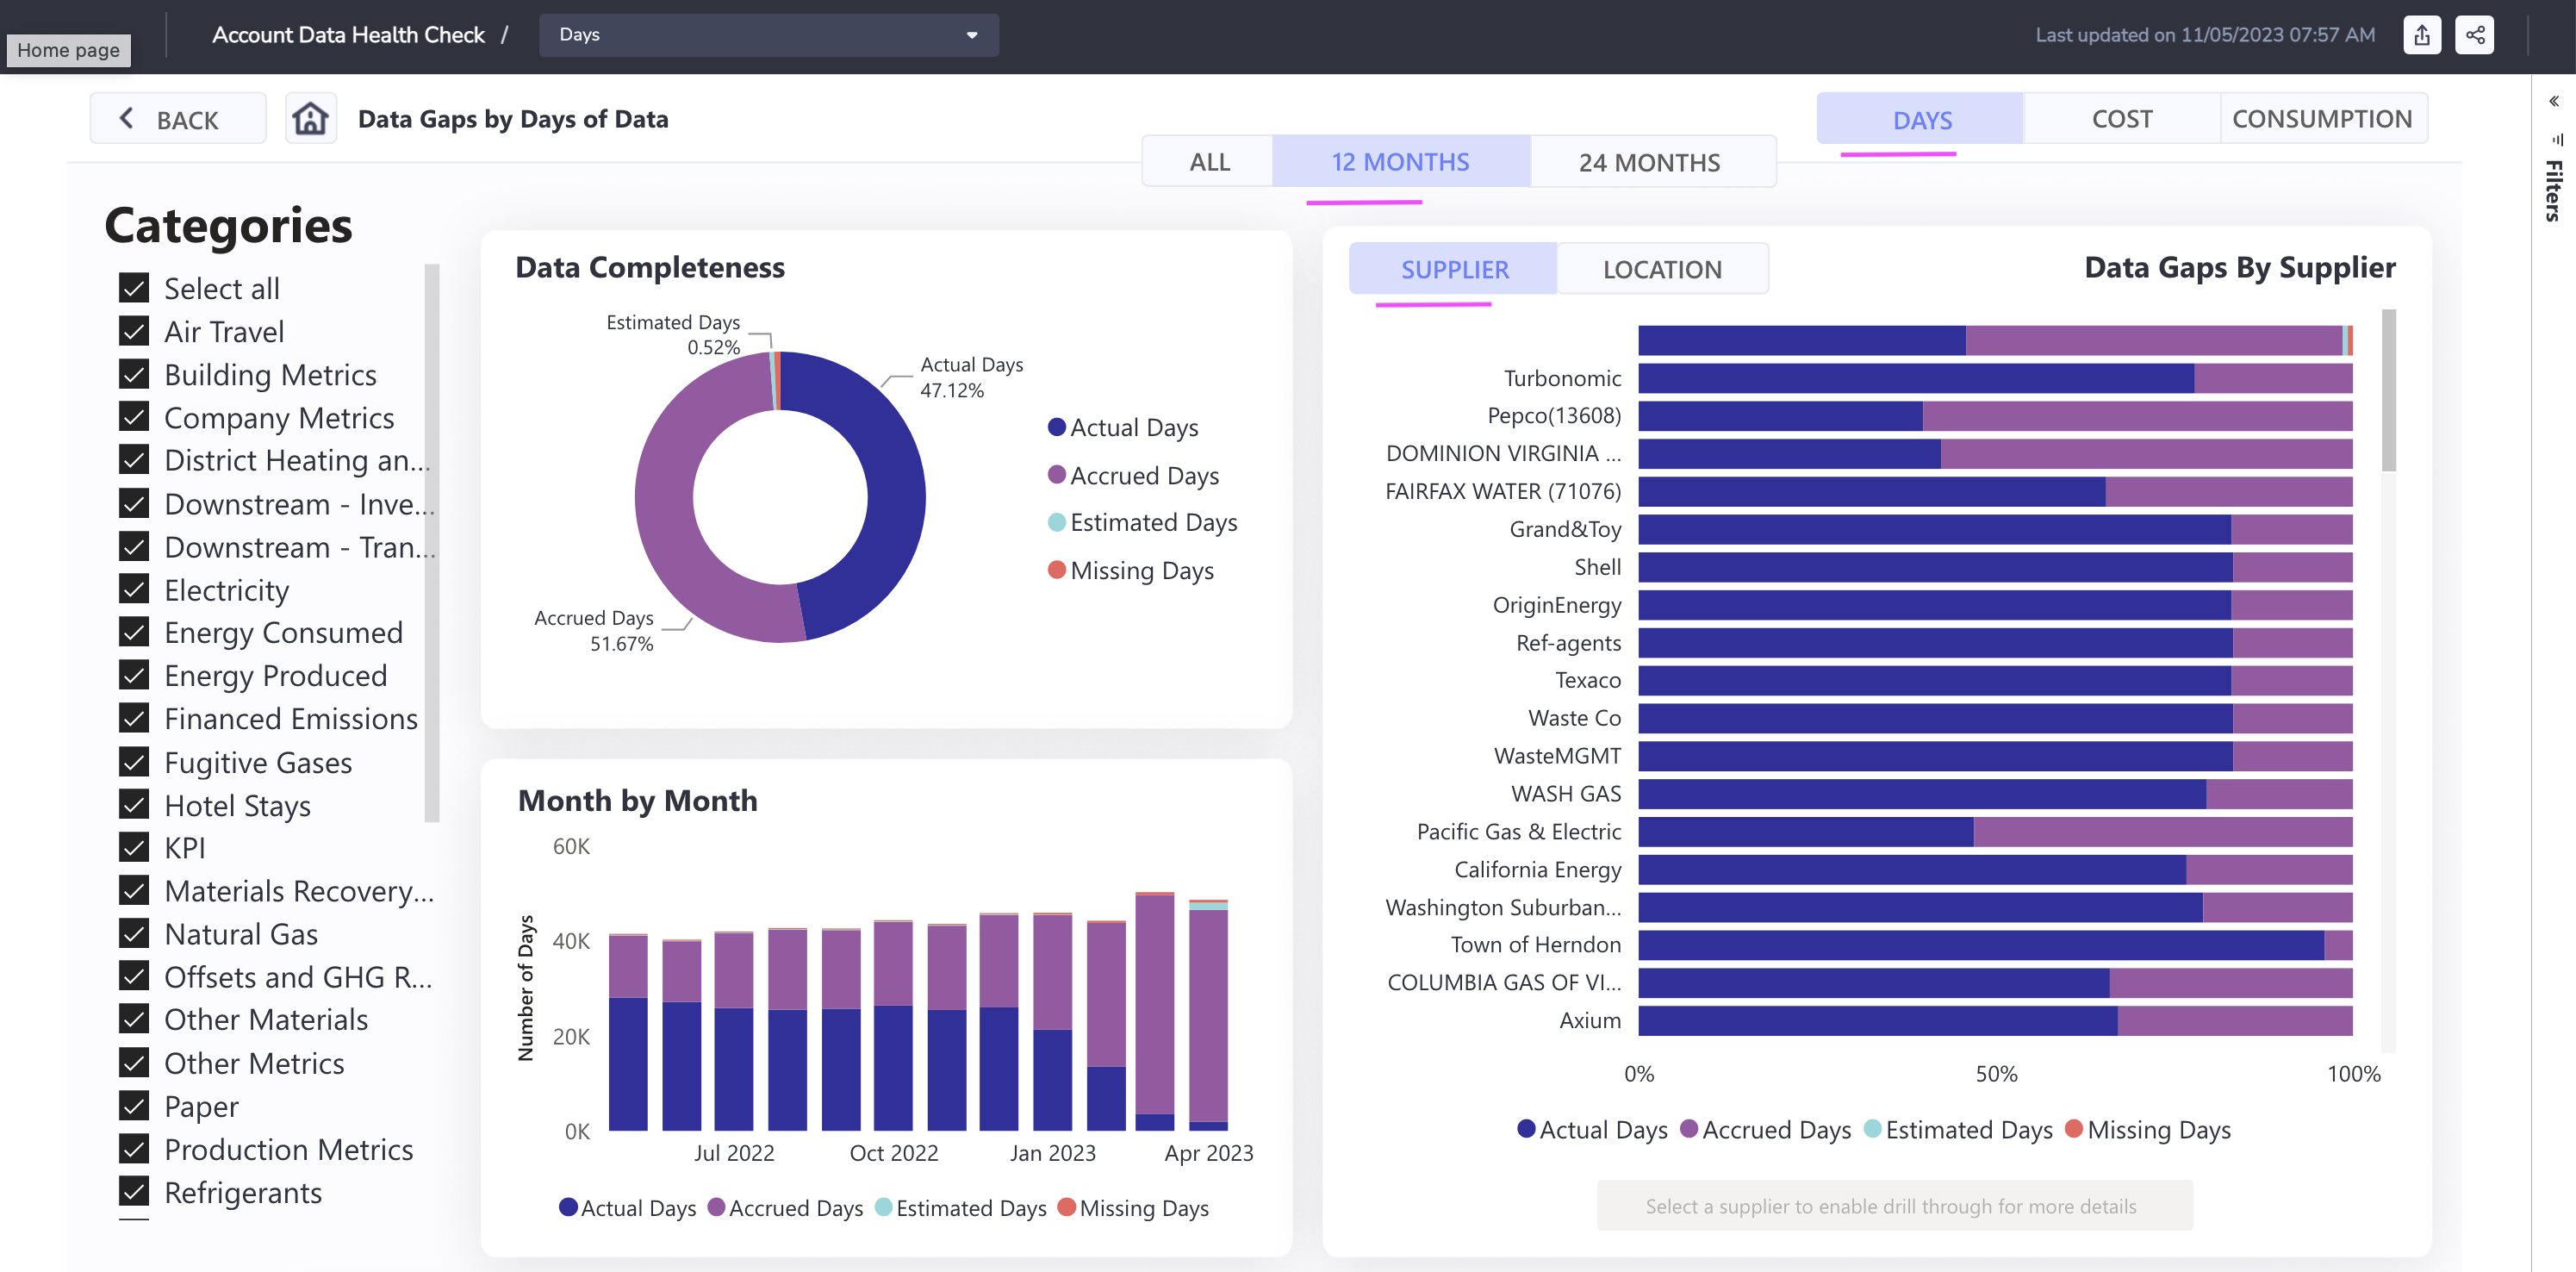 Account Data Health Check /
Days
Last updated on 11/05/2023 07:57 AM
Home page
BACK
Data Gaps by Days of Data
DAYS
COST
CONSUMPTION
ALL
12 MONTHS
24 MONTHS
Filters
Categories
Select all
Air Travel
Building Metrics
Company Metrics
District Heating an...
Downstream - Inve...
Downstream - Tran...
Electricity
Energy Consumed
Energy Produced
Financed Emissions
Fugitive Gases
Hotel Stays
KPI
Materials Recovery...
Natural Gas
Offsets and GHG R...
Other Materials
Other Metrics
Paper
Production Metrics
Refrigerants
Data Completeness
Estimated Days
0.52%
Actual Days
47.12%
Accrued Days
51.67%
Actual Days
Accrued Days
Estimated Days
Missing Days
Month by Month
Number of Days
60K
40K
20K
0K
Jul 2022
Oct 2022
Jan 2023
Apr 2023
Actual Days
Accrued Days
Estimated Days
Missing Days
SUPPLIER
LOCATION
Data Gaps By Supplier
Turbonomic
Pepco(13608)
DOMINION VIRGINIA ...
FAIRFAX WATER (71076)
Grand&Toy
Shell
OriginEnergy
Ref-agents
Texaco
Waste Co
WasteMGMT
WASH GAS
Pacific Gas & Electric
California Energy
Washington Suburban...
Town of Herndon
COLUMBIA GAS OF VI...
Axium
0%
50%
100%
Actual Days
Accrued Days
Estimated Days
Missing Days
Select a supplier to enable drill through for more details